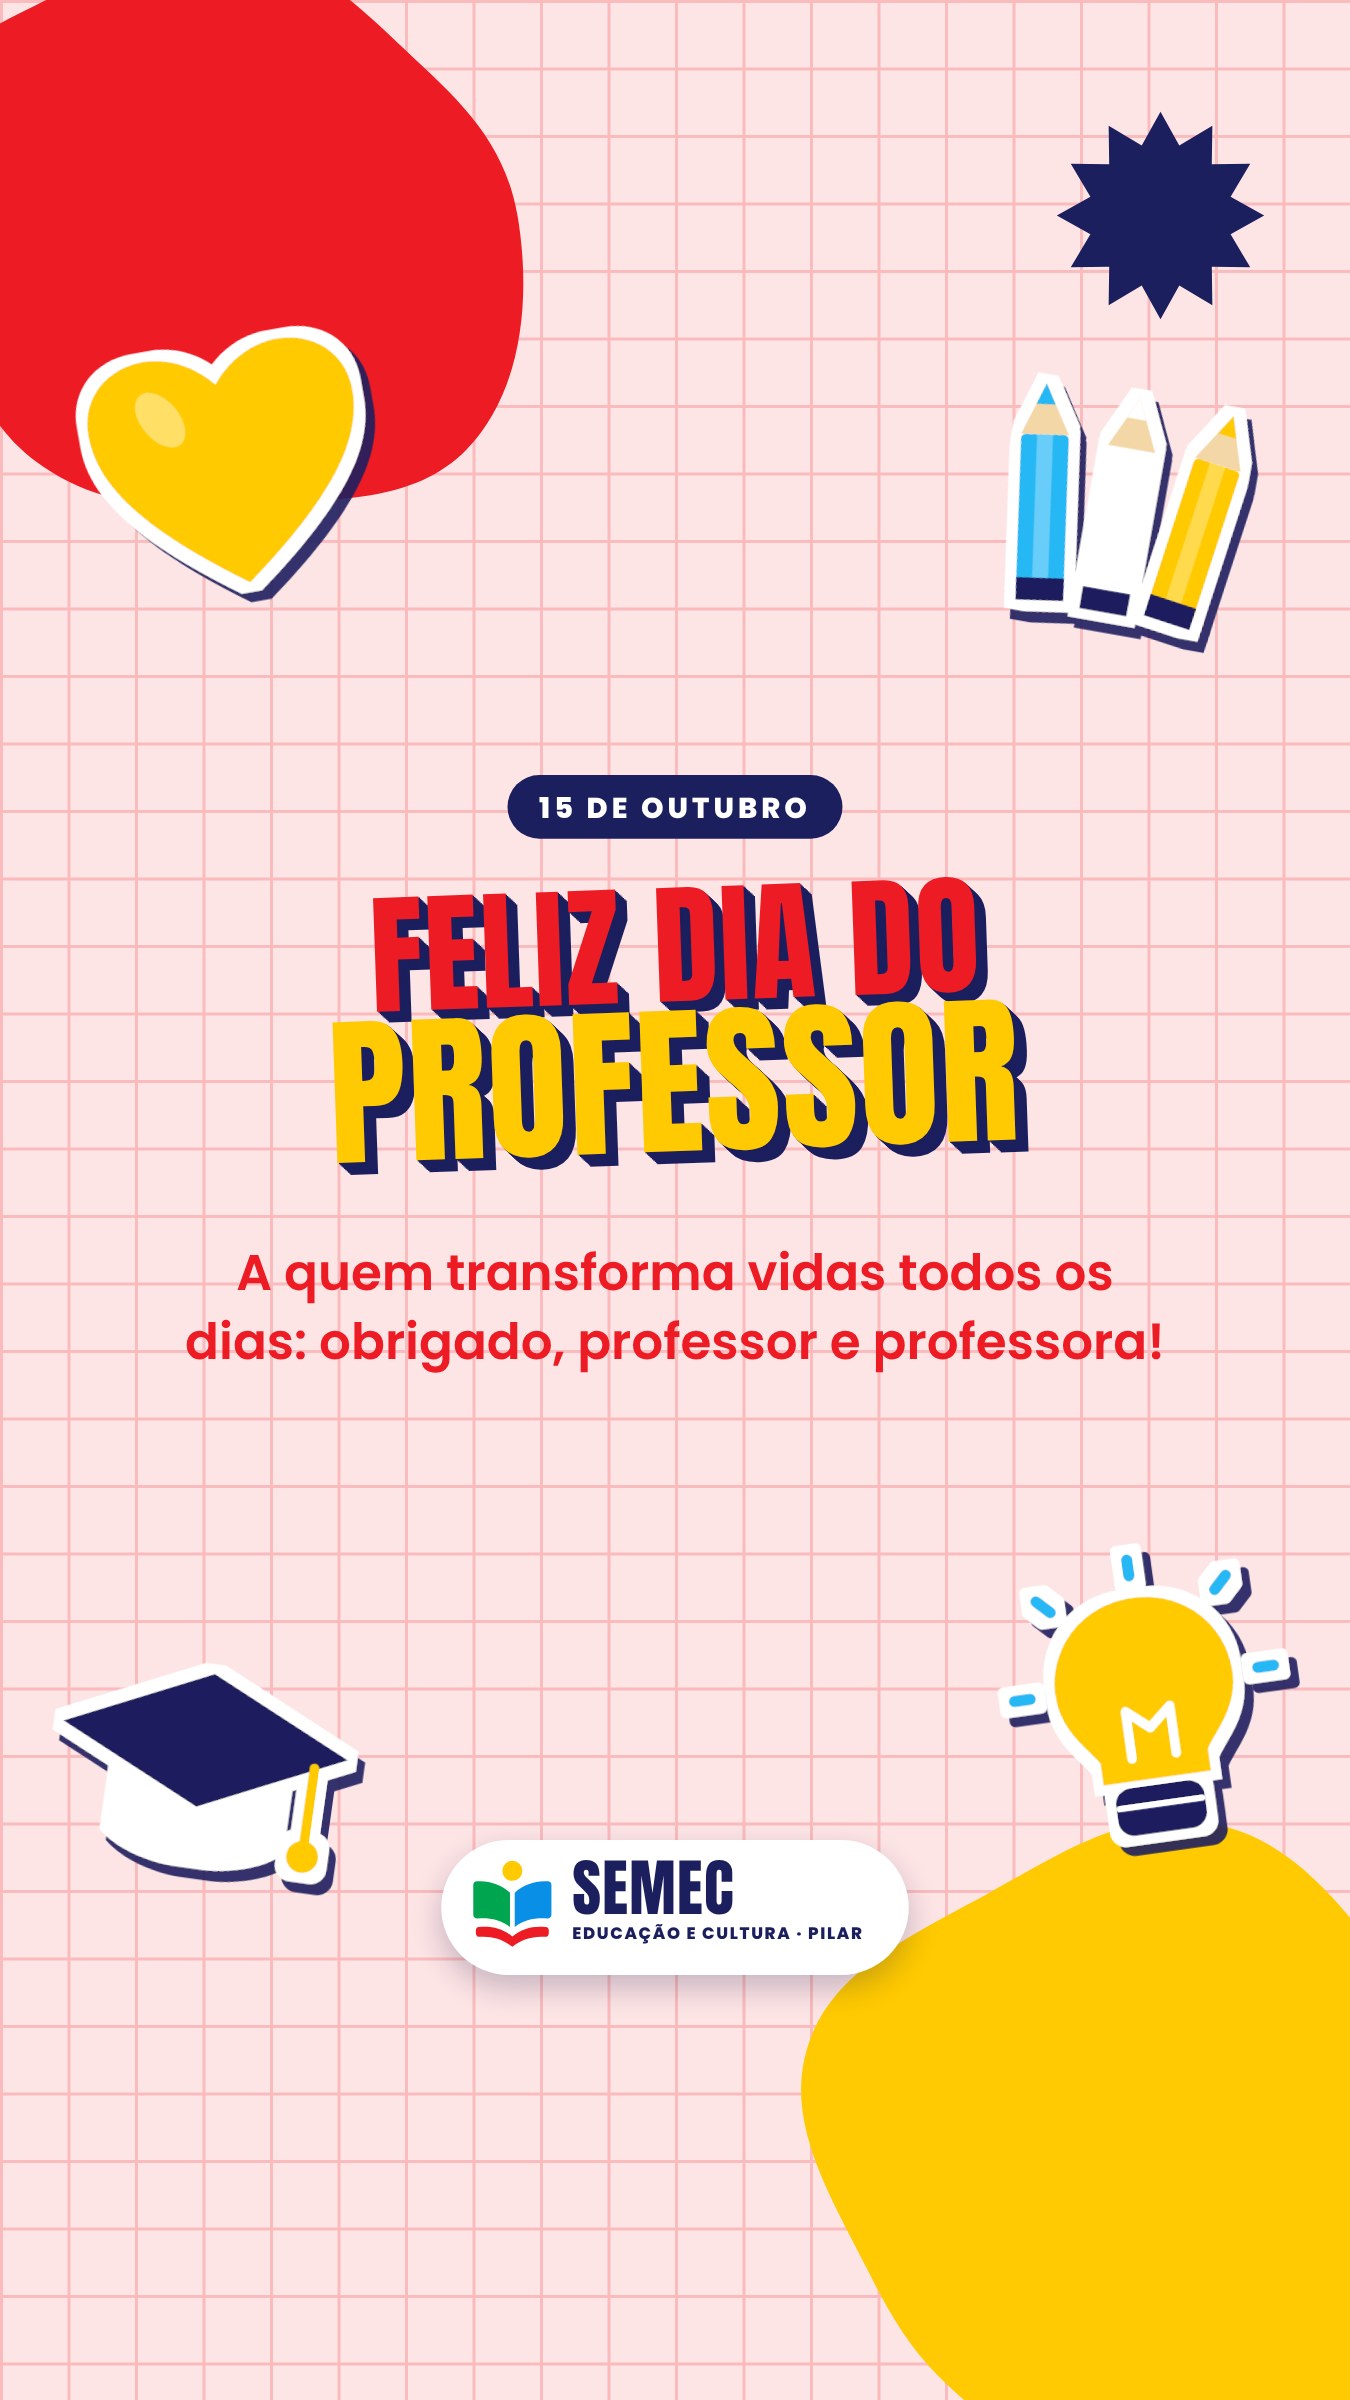 15 DE OUTUBRO
FELIZ DIA DO
PROFESSOR
A quem transforma vidas todos os
dias: obrigado, professor e professora!
SEMEC
EDUCAÇÃO E CULTURA · PILAR